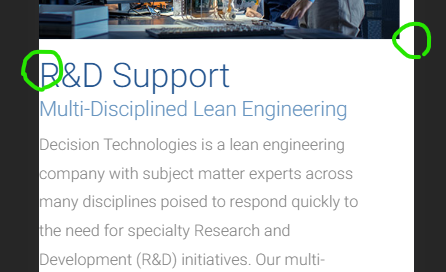 R&D Support
Multi-Disciplined Lean Engineering
Decision Technologies is a lean engineering
company with subject matter experts across
many disciplines poised to respond quickly to
the need for specialty Research and
Development (R&D) initiatives. Our multi-